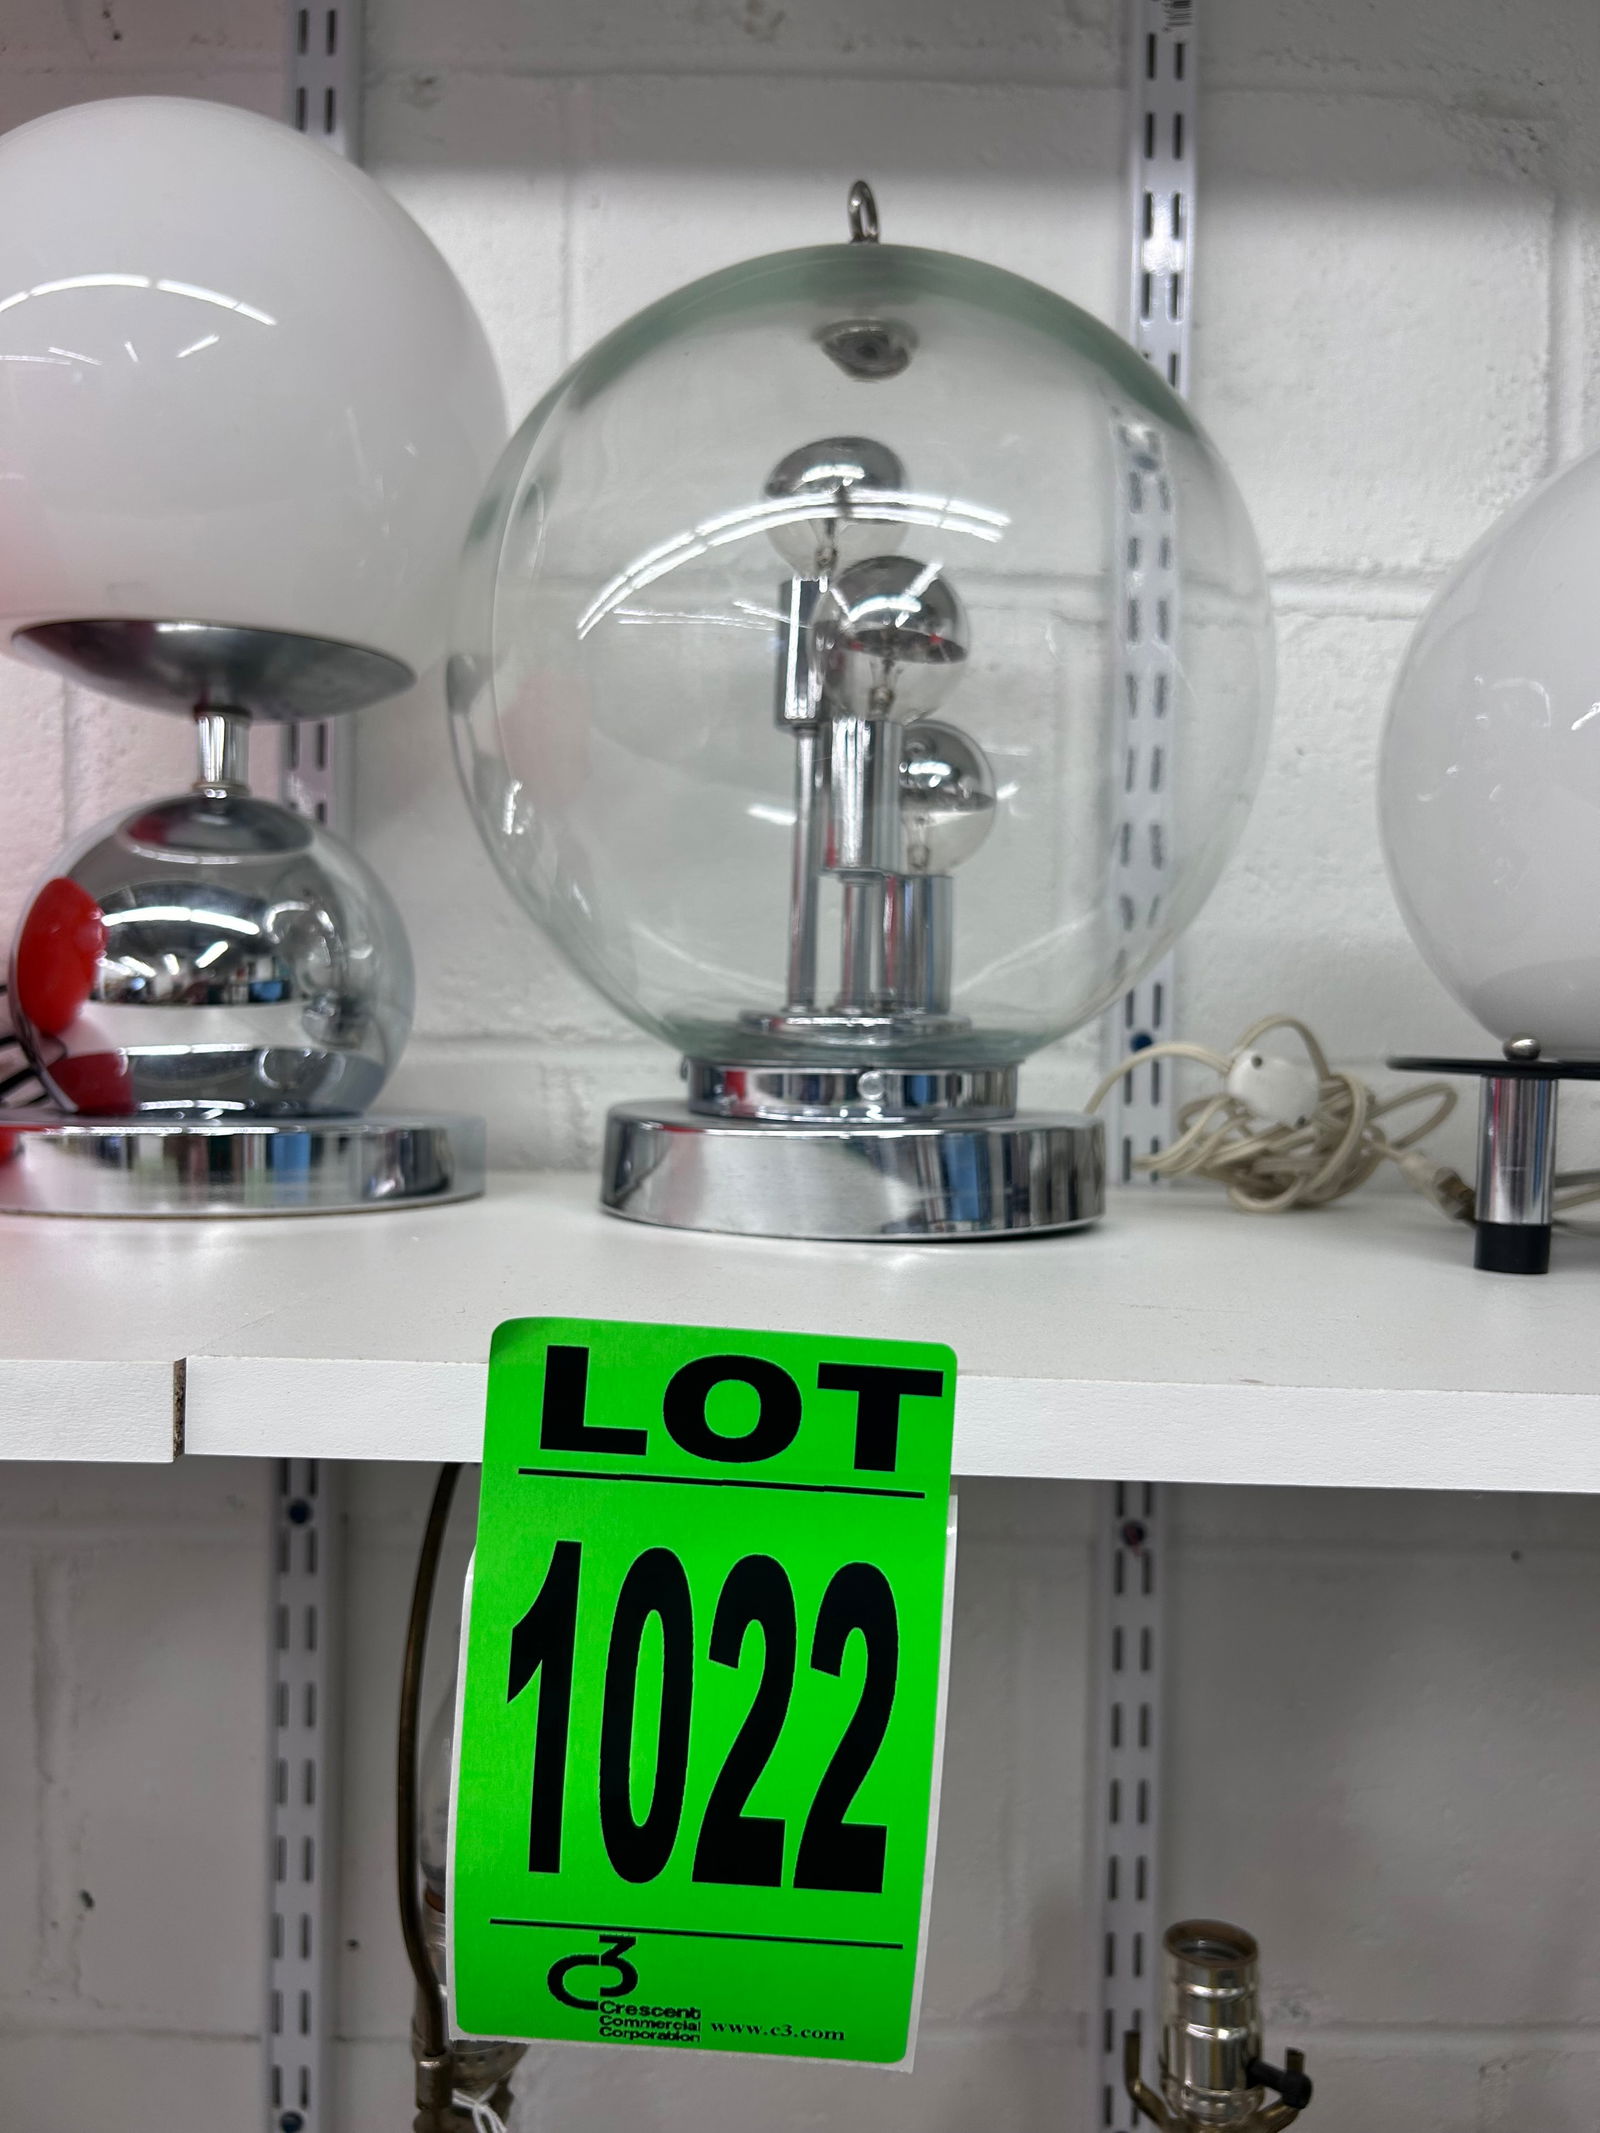 LOT
1022
C3
Crescent
Commercial
Corporation www.c3.com